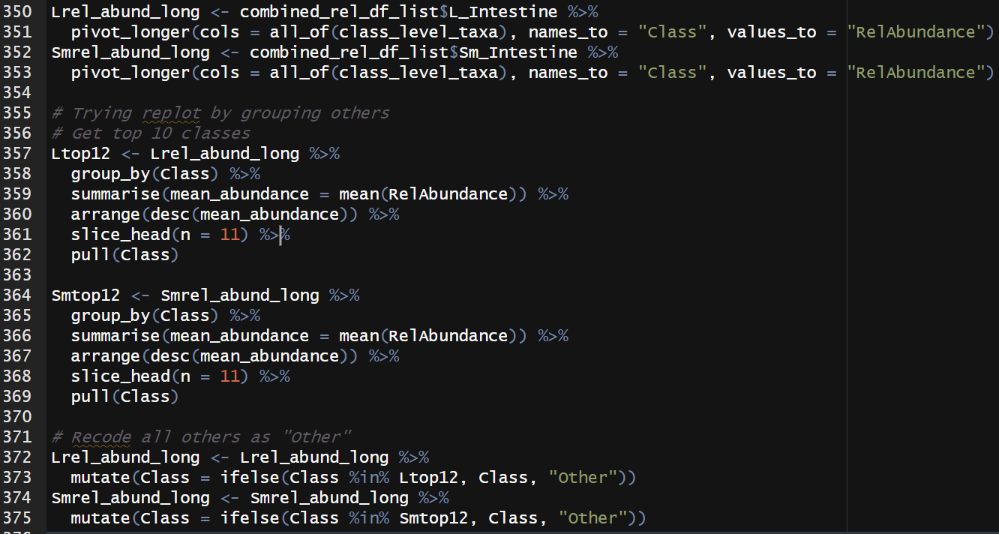 350 Lrel_abund_long <- combined_rel_df_list$L_Intestine %>%
351   pivot_longer(cols = all_of(class_level_taxa), names_to = "Class", values_to = "RelAbundance")
352 Smrel_abund_long <- combined_rel_df_list$Sm_Intestine %>%
353   pivot_longer(cols = all_of(class_level_taxa), names_to = "Class", values_to = "RelAbundance")
354
355 # Trying replot by grouping others
356 # Get top 10 classes
357 Ltop12 <- Lrel_abund_long %>%
358   group_by(Class) %>%
359   summarise(mean_abundance = mean(RelAbundance)) %>%
360   arrange(desc(mean_abundance)) %>%
361   slice_head(n = 11) %>%
362   pull(Class)
363
364 Smtop12 <- Smrel_abund_long %>%
365   group_by(Class) %>%
366   summarise(mean_abundance = mean(RelAbundance)) %>%
367   arrange(desc(mean_abundance)) %>%
368   slice_head(n = 11) %>%
369   pull(Class)
370
371 # Recode all others as "Other"
372 Lrel_abund_long <- Lrel_abund_long %>%
373   mutate(Class = ifelse(Class %in% Ltop12, Class, "Other"))
374 Smrel_abund_long <- Smrel_abund_long %>%
375   mutate(Class = ifelse(Class %in% Smtop12, Class, "Other"))